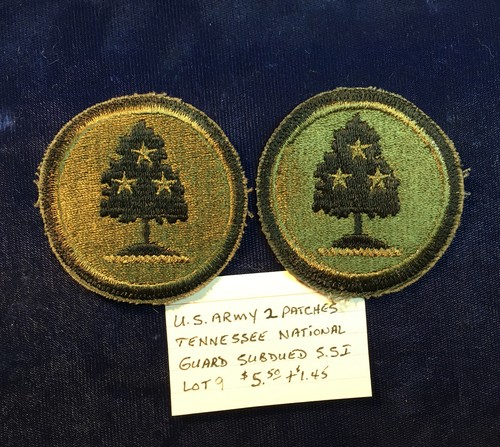 U.S. ARMY 2 PATCHES
TENNESSEE NATIONAL
GUARD SUBDUED S.S I
LOT 9 $5.50 + $1.45